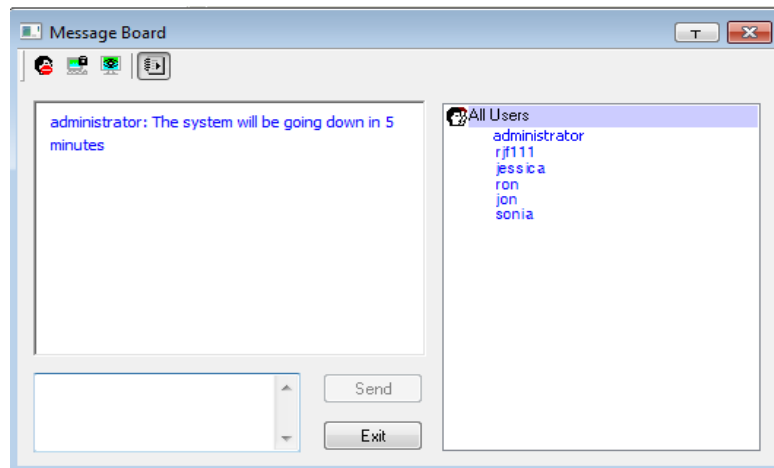 Message Board
T
administrator: The system will be going down in 5
minutes
All Users
administrator
rjf111
jessica
ron
jon
sonia
Send
Exit